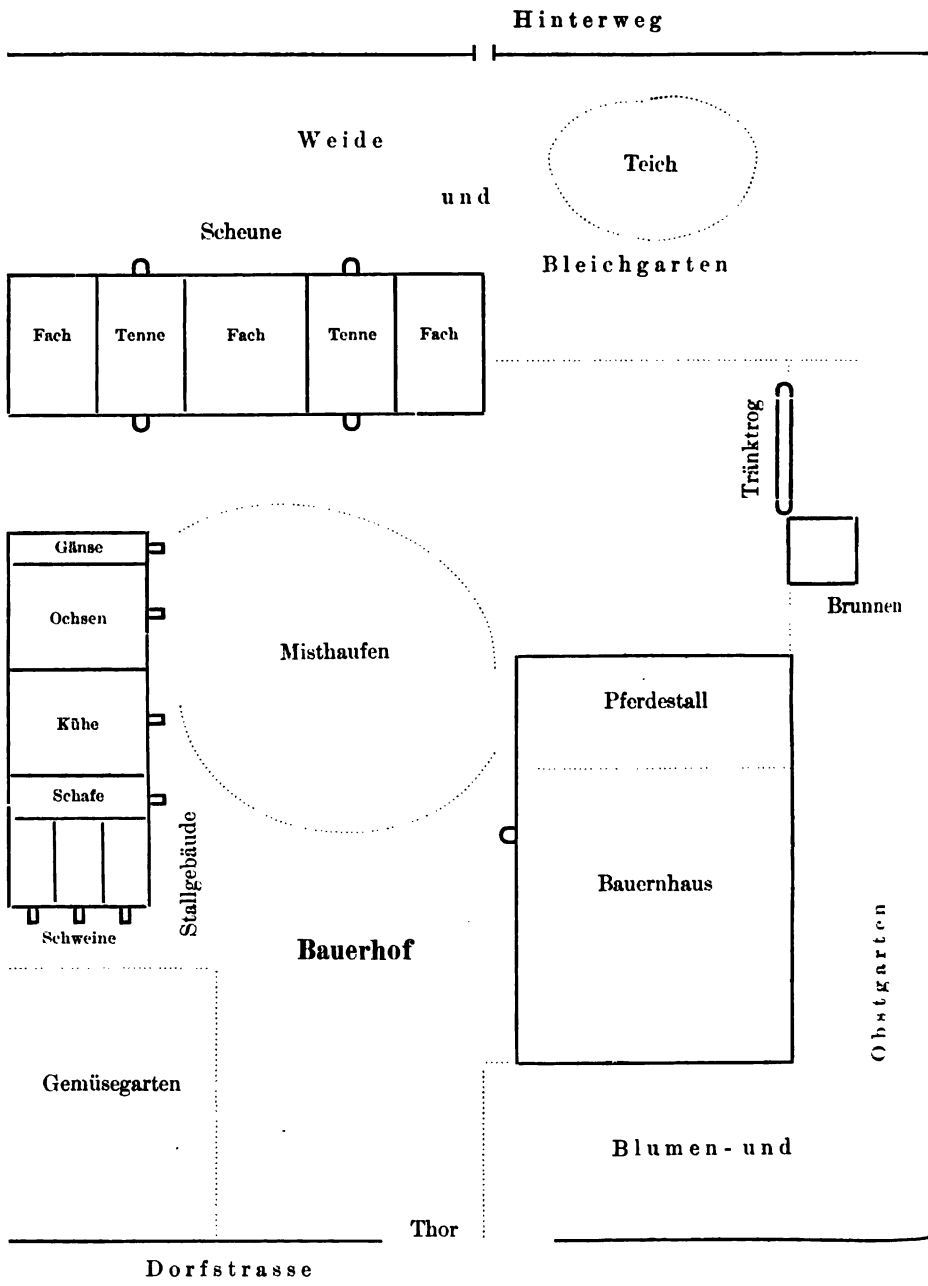 Hinterweg
Weide
und
Teich
Bleichgarten
Scheune
Fach
Tenne
Fach
Tenne
Fach
Tränktrog
Brunnen
Gänse
Ochsen
Kühe
Schafe
Schweine
Stallgebäude
Misthaufen
Pferdestall
Bauernhaus
Bauerhof
Gemüsegarten
Obstgarten
Blumen- und
Thor
Dorfstrasse